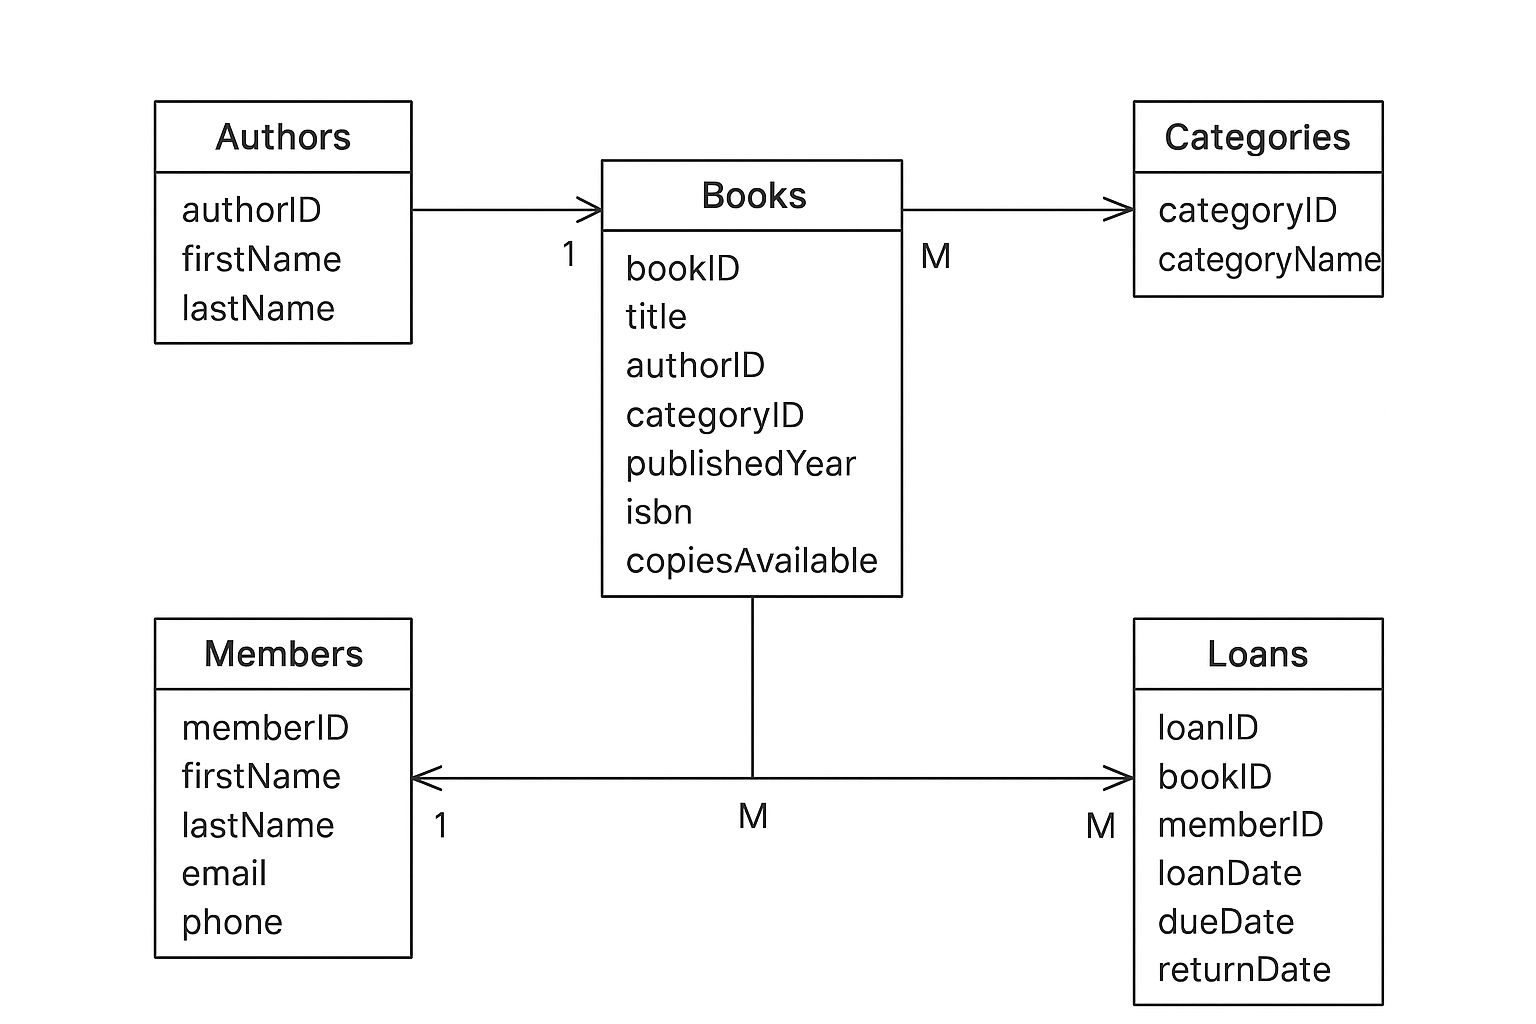 Authors
authorID
firstName
lastName
1
Books
bookID
title
authorID
categoryID
publishedYear
isbn
copiesAvailable
M
Categories
categoryID
categoryName
Members
memberID
firstName
lastName
email
phone
1
M
M
Loans
loanID
bookID
memberID
loanDate
dueDate
returnDate